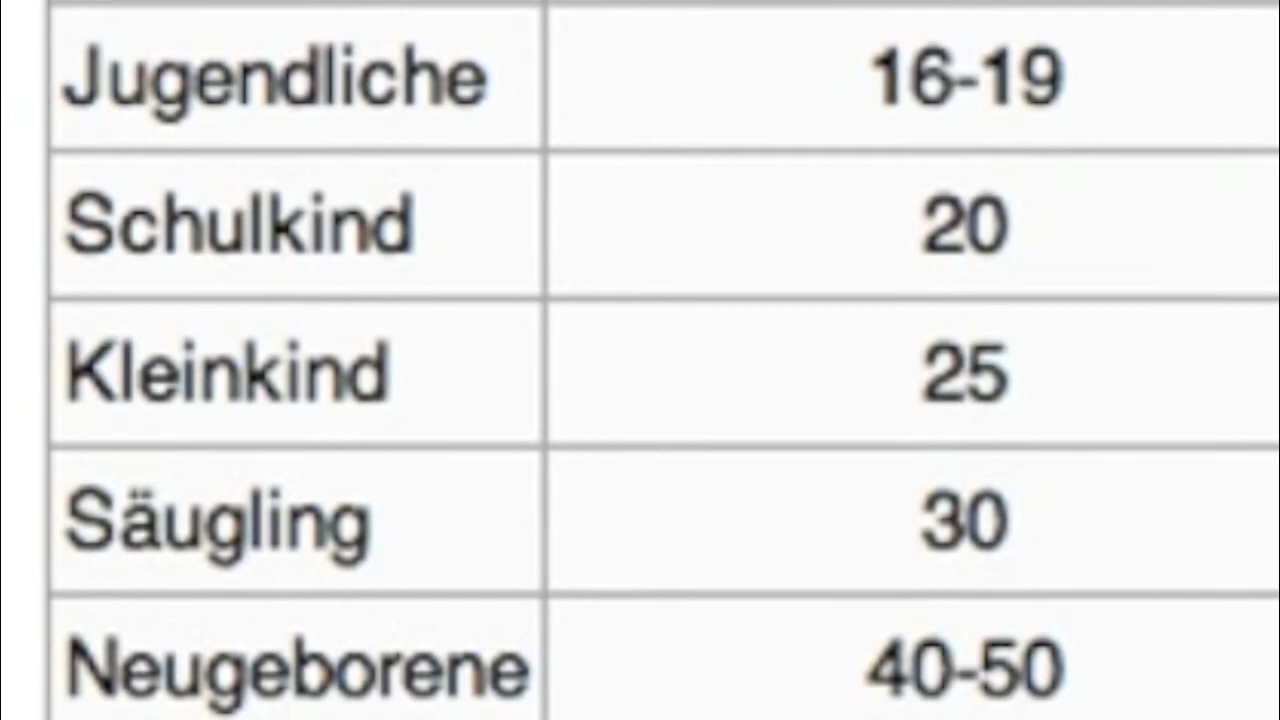 Jugendliche 16-19
Schulkind 20
Kleinkind 25
Säugling 30
Neugeborene 40-50